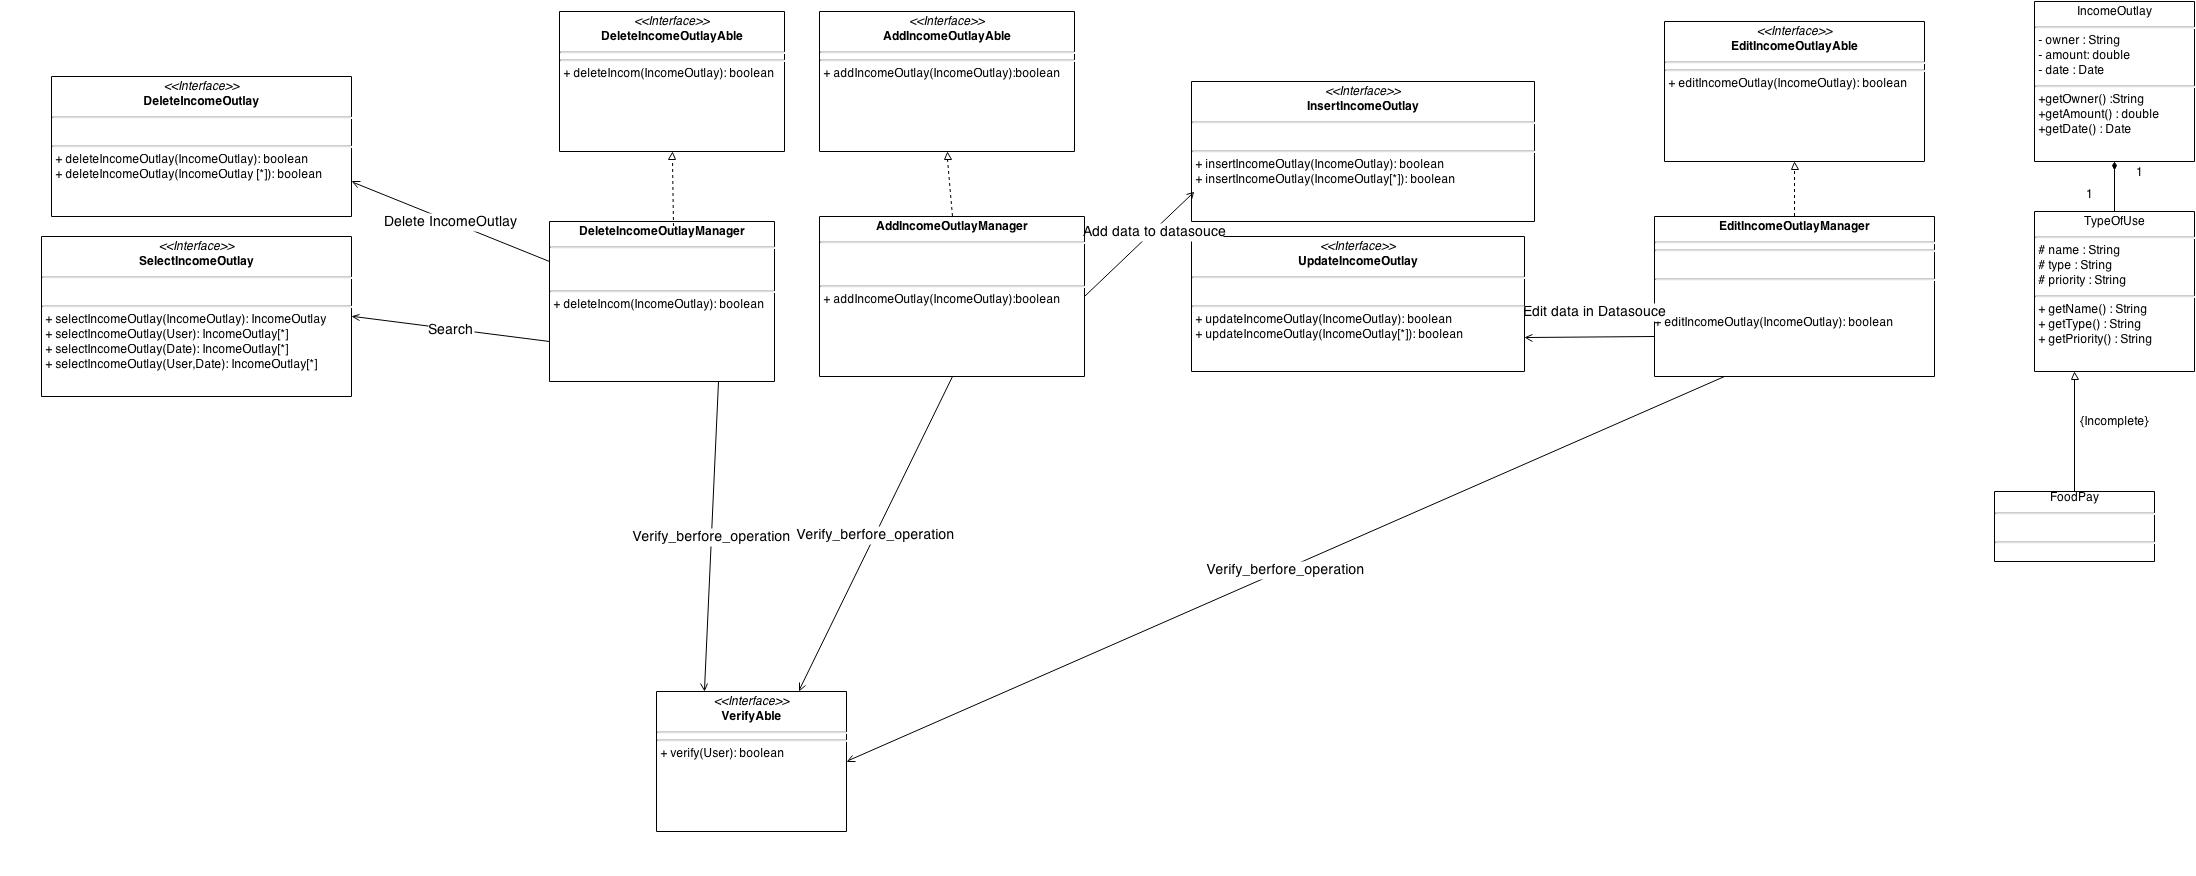 <<Interface>>
DeleteIncomeOutlay
+ deleteIncomeOutlay(IncomeOutlay): boolean
+ deleteIncomeOutlay(IncomeOutlay [*]): boolean
<<Interface>>
SelectIncomeOutlay
+ selectIncomeOutlay(IncomeOutlay): IncomeOutlay
+ selectIncomeOutlay(User): IncomeOutlay[*]
+ selectIncomeOutlay(Date): IncomeOutlay[*]
+ selectIncomeOutlay(User,Date): IncomeOutlay[*]
Delete IncomeOutlay
Search
<<Interface>>
DeleteIncomeOutlayAble
+ deleteIncom(IncomeOutlay): boolean
DeleteIncomeOutlayManager
+ deleteIncom(IncomeOutlay): boolean
<<Interface>>
AddIncomeOutlayAble
+ addIncomeOutlay(IncomeOutlay):boolean
AddIncomeOutlayManager
+ addIncomeOutlay(IncomeOutlay):boolean
Add data to datasouce
<<Interface>>
InsertIncomeOutlay
+ insertIncomeOutlay(IncomeOutlay): boolean
+ insertIncomeOutlay(IncomeOutlay[*]): boolean
<<Interface>>
UpdateIncomeOutlay
+ updateIncomeOutlay(IncomeOutlay): boolean
+ updateIncomeOutlay(IncomeOutlay[*]): boolean
Edit data in Datasouce
<<Interface>>
EditIncomeOutlayAble
+ editIncomeOutlay(IncomeOutlay): boolean
EditIncomeOutlayManager
+ editIncomeOutlay(IncomeOutlay): boolean
IncomeOutlay
- owner : String
- amount: double
- date : Date
+getOwner() :String
+getAmount() : double
+getDate() : Date
1
1
TypeOfUse
# name : String
# type : String
# priority : String
+ getName() : String
+ getType() : String
+ getPriority() : String
{Incomplete}
FoodPay
Verify_berfore_operation
Verify_berfore_operation
Verify_berfore_operation
<<Interface>>
VerifyAble
+ verify(User): boolean